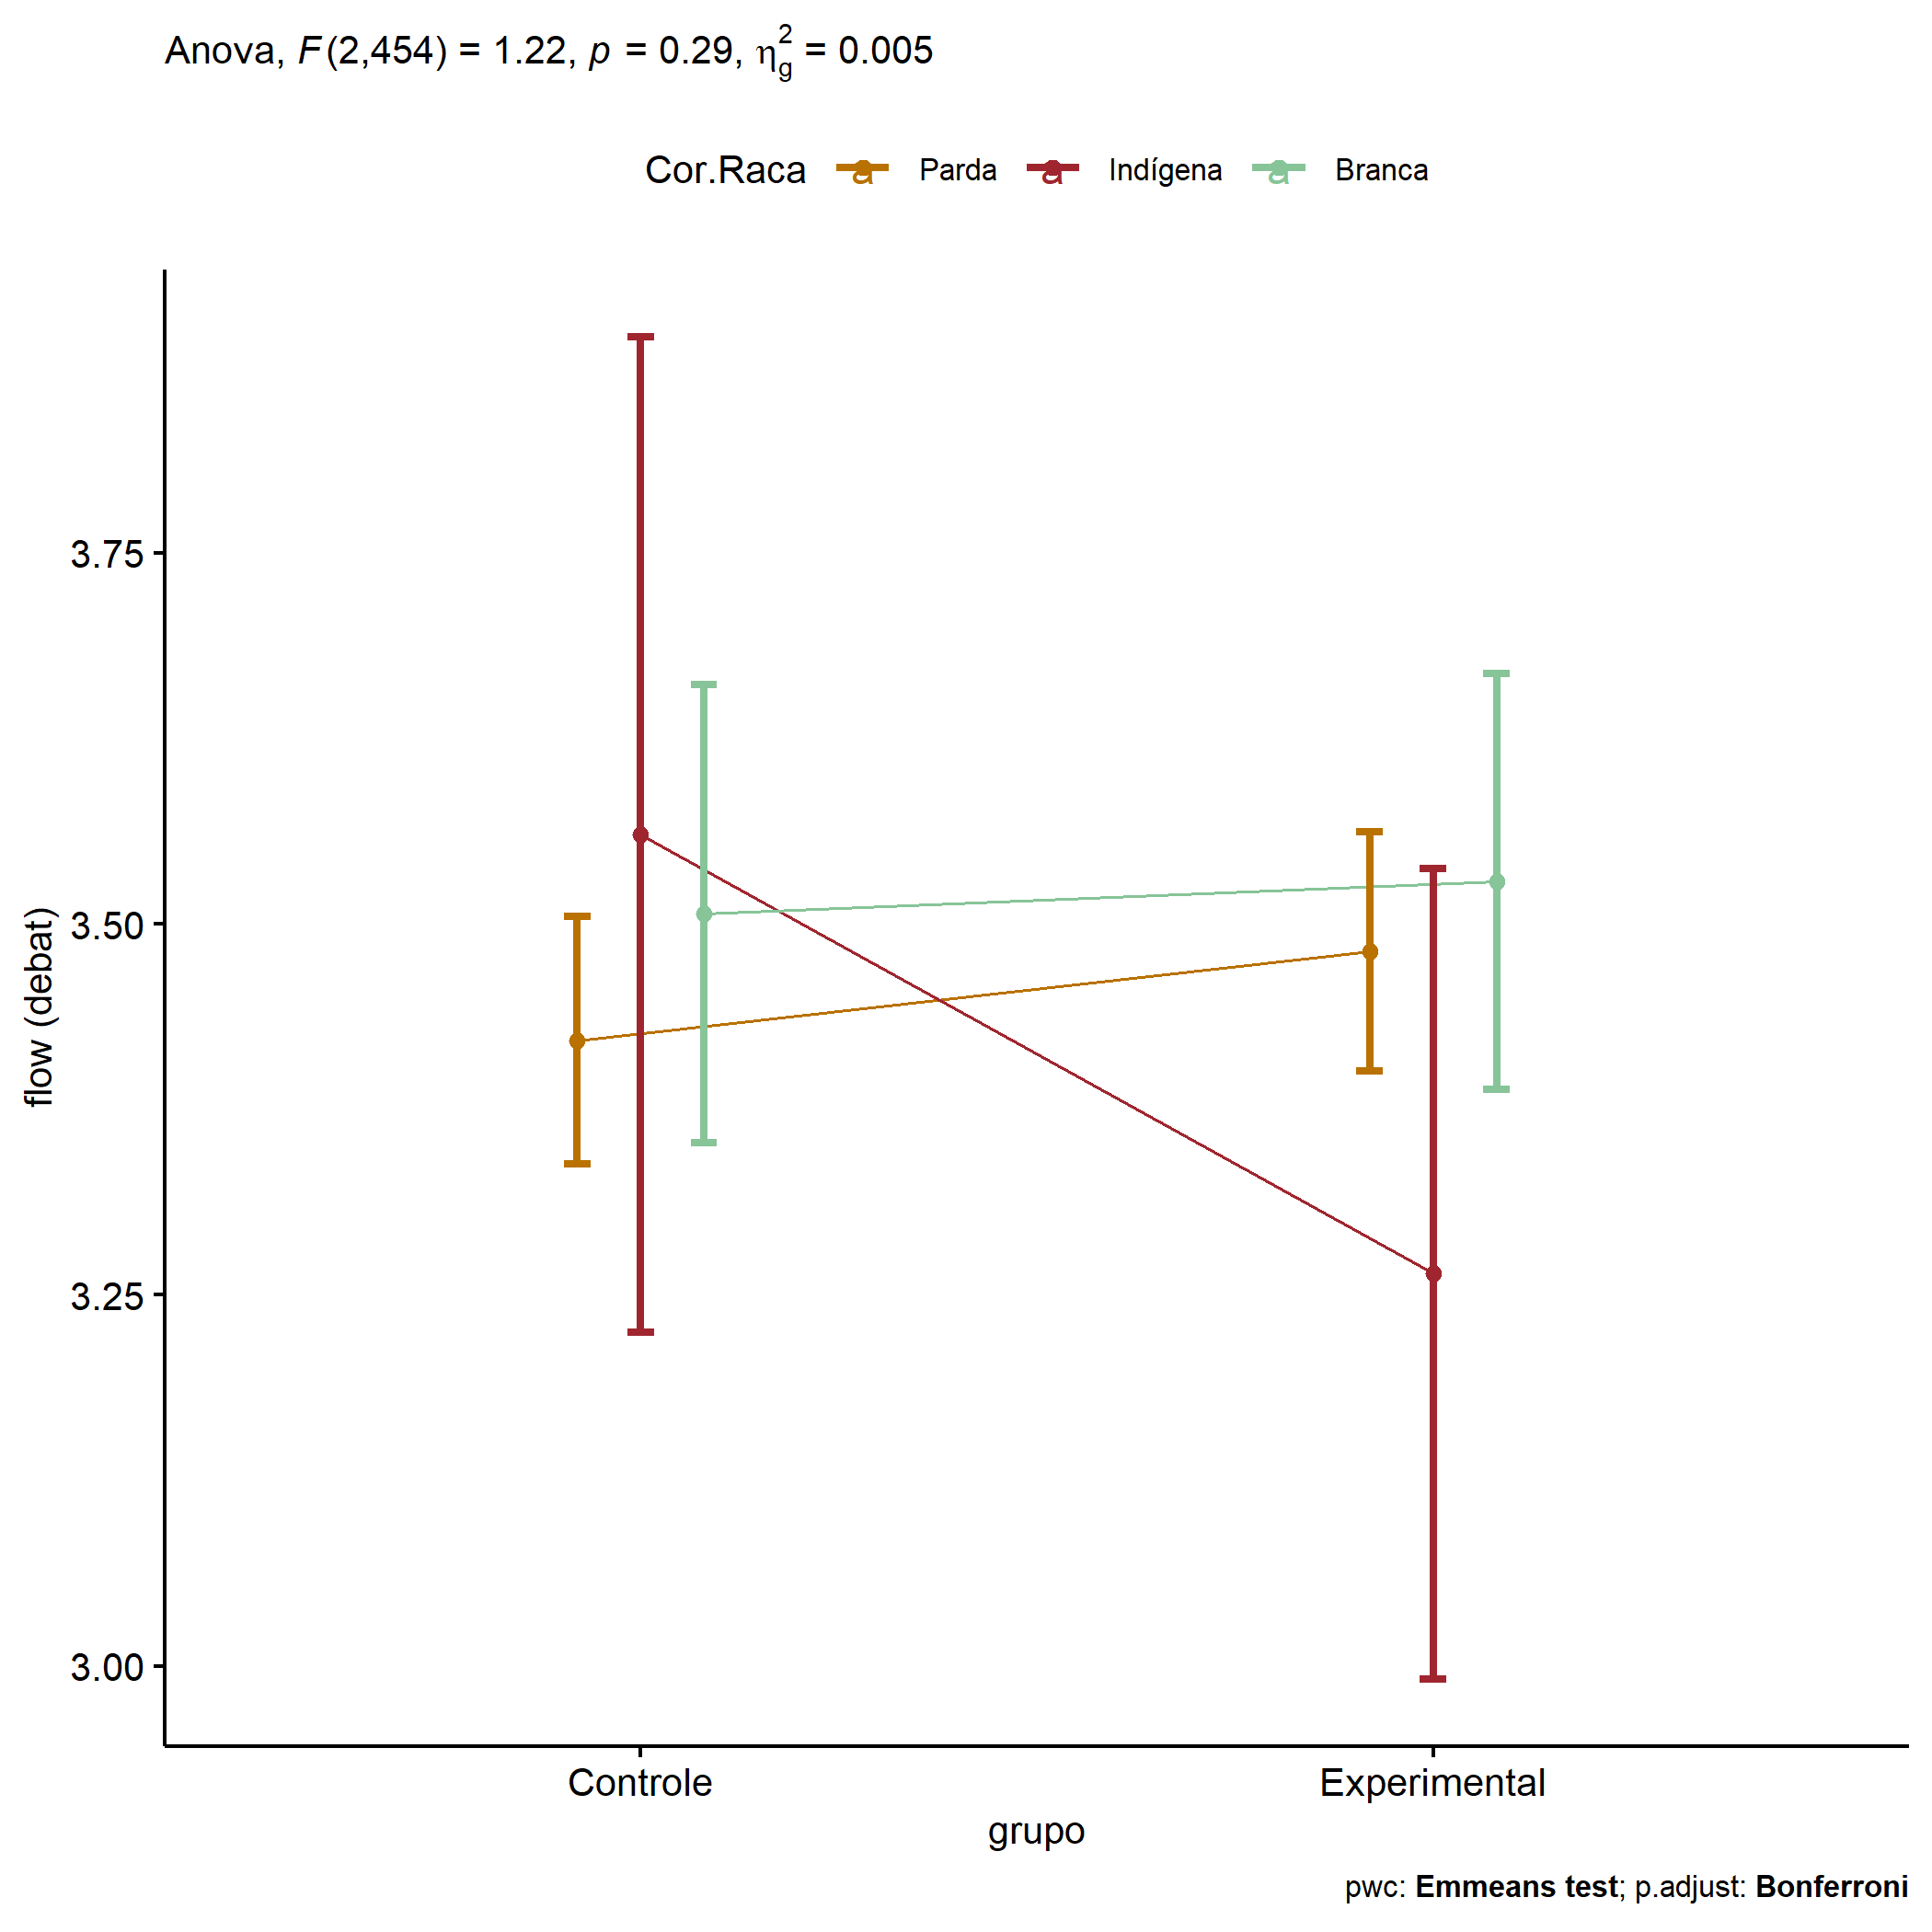 Anova, F(2,454) = 1.22, p = 0.29, η²g = 0.005
Cor.Raca a Parda a Indígena a Branca
3.75
3.50
3.25
3.00
flow (debat)
Controle Experimental
grupo
pwc: Emmeans test; p.adjust: Bonferroni